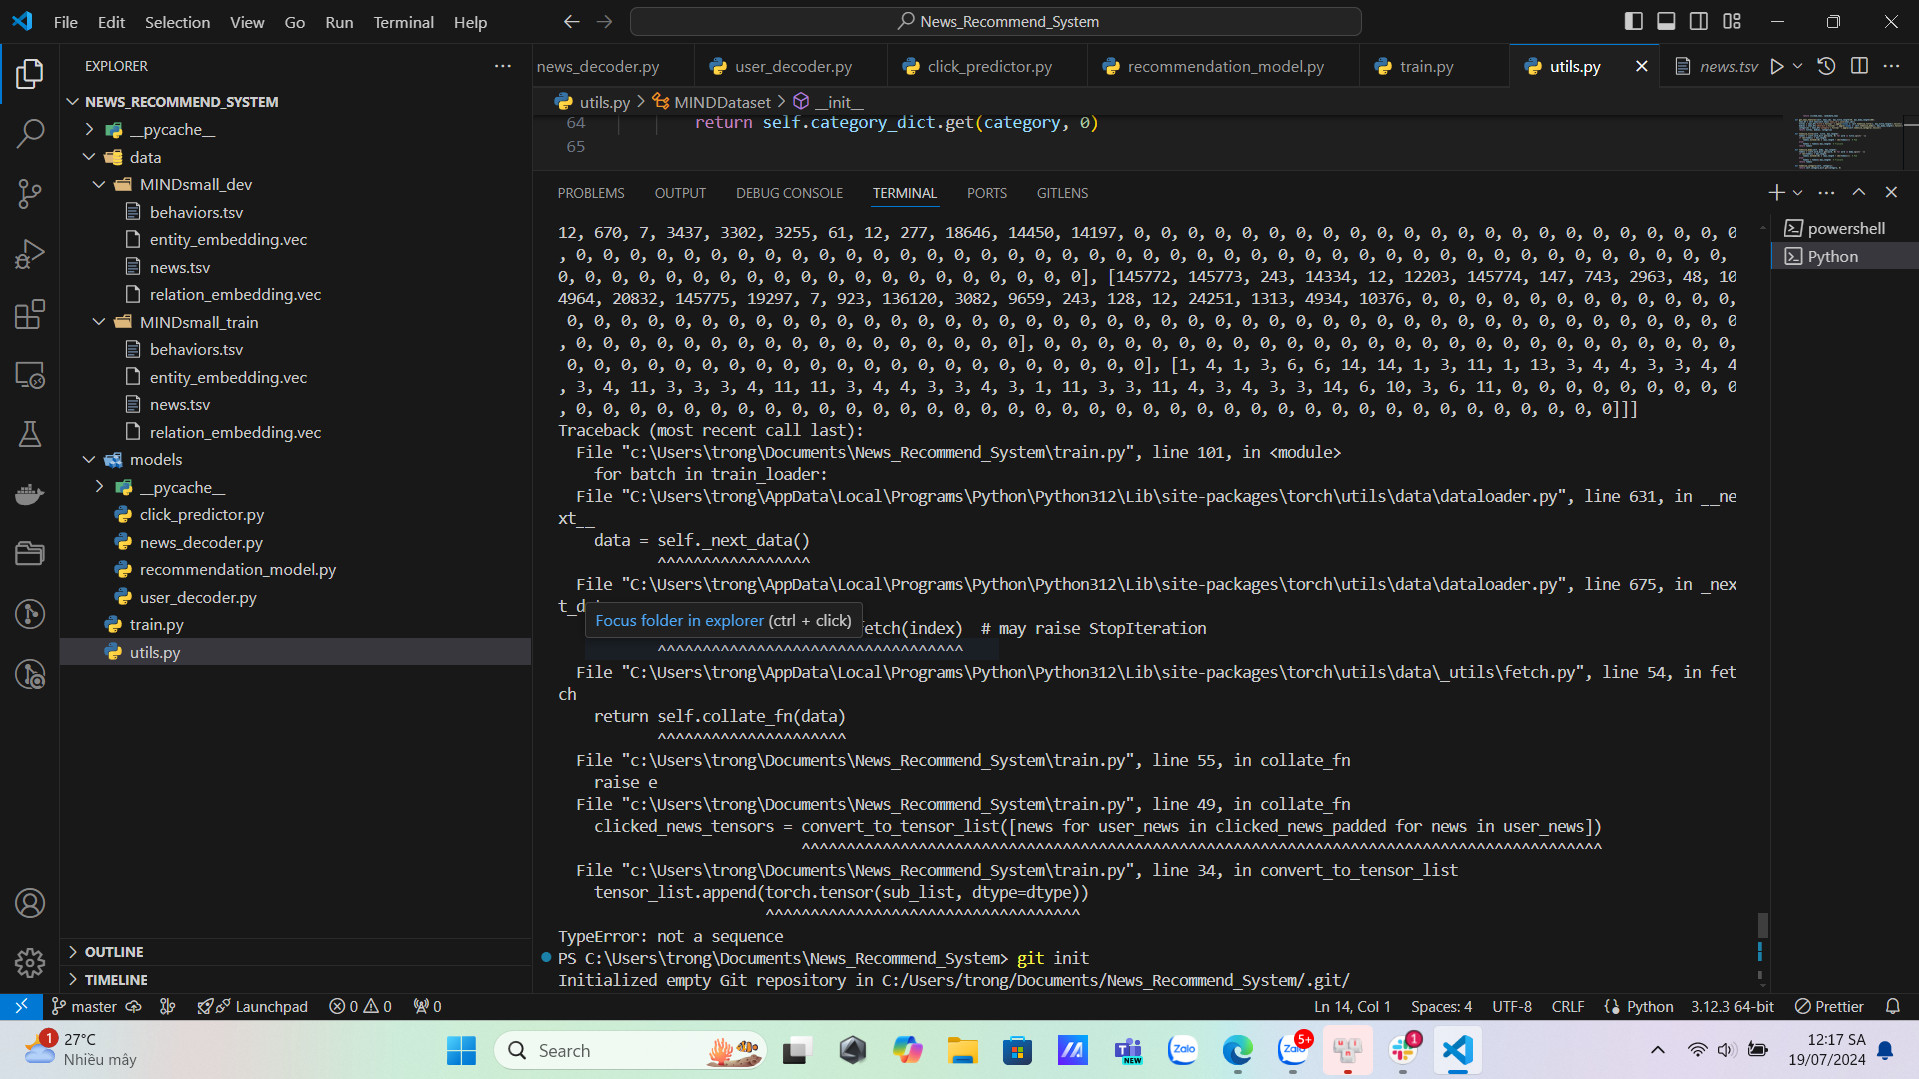 File Edit Selection View Go Run Terminal Help
News_Recommend_System
EXPLORER
NEWS_RECOMMEND_SYSTEM
__pycache__
data
MINDsmall_dev
behaviors.tsv
entity_embedding.vec
news.tsv
relation_embedding.vec
MINDsmall_train
behaviors.tsv
entity_embedding.vec
news.tsv
relation_embedding.vec
models
__pycache__
click_predictor.py
news_decoder.py
recommendation_model.py
user_decoder.py
train.py
utils.py
OUTLINE
TIMELINE
news_decoder.py user_decoder.py click_predictor.py recommendation_model.py train.py utils.py news.tsv
utils.py > MINDDataset > __init__
64 return self.category_dict.get(category, 0)
65
PROBLEMS OUTPUT DEBUG CONSOLE TERMINAL PORTS GITLENS
powershell
Python
12, 670, 7, 3437, 3302, 3255, 61, 12, 277, 18646, 14450, 14197, 0, 0, 0, 0, 0, 0, 0, 0, 0, 0, 0, 0, 0, 0, 0, 0, 0, 0, 0, 0, 0, 0, 0
, 0, 0, 0, 0, 0, 0, 0, 0, 0, 0, 0, 0, 0, 0, 0, 0, 0, 0, 0, 0, 0, 0, 0, 0, 0, 0, 0, 0, 0, 0, 0, 0, 0, 0, 0, 0, 0, 0, 0, 0, 0, 0, 0,
0, 0, 0, 0, 0, 0, 0, 0, 0, 0, 0, 0, 0, 0, 0, 0, 0, 0, 0, 0], [145772, 145773, 243, 14334, 12, 12203, 145774, 147, 743, 2963, 48, 10
4964, 20832, 145775, 19297, 7, 923, 136120, 3082, 9659, 243, 128, 12, 24251, 1313, 4934, 10376, 0, 0, 0, 0, 0, 0, 0, 0, 0, 0, 0, 0,
0, 0, 0, 0, 0, 0, 0, 0, 0, 0, 0, 0, 0, 0, 0, 0, 0, 0, 0, 0, 0, 0, 0, 0, 0, 0, 0, 0, 0, 0, 0, 0, 0, 0, 0, 0, 0, 0, 0, 0, 0, 0, 0, 0
, 0, 0, 0, 0, 0, 0, 0, 0, 0, 0, 0, 0, 0, 0, 0, 0, 0], 0, 0, 0, 0, 0, 0, 0, 0, 0, 0, 0, 0, 0, 0, 0, 0, 0, 0, 0, 0, 0, 0, 0, 0, 0, 0,
0, 0, 0, 0, 0, 0, 0, 0, 0, 0, 0, 0, 0, 0, 0, 0, 0, 0, 0, 0, 0, 0], [1, 4, 1, 3, 6, 6, 14, 14, 1, 3, 11, 1, 13, 3, 4, 4, 3, 3, 4, 4
, 3, 4, 11, 3, 3, 3, 4, 11, 11, 3, 4, 4, 3, 3, 4, 3, 1, 11, 3, 3, 11, 4, 3, 4, 3, 3, 14, 6, 10, 3, 6, 11, 0, 0, 0, 0, 0, 0, 0, 0, 0
, 0, 0, 0, 0, 0, 0, 0, 0, 0, 0, 0, 0, 0, 0, 0, 0, 0, 0, 0, 0, 0, 0, 0, 0, 0, 0, 0, 0, 0, 0, 0, 0, 0, 0, 0, 0, 0, 0, 0]]]
Traceback (most recent call last):
File "c:\Users\trong\Documents\News_Recommend_System\train.py", line 101, in <module>
for batch in train_loader:
File "C:\Users\trong\AppData\Local\Programs\Python\Python312\Lib\site-packages\torch\utils\data\dataloader.py", line 631, in __ne
xt__
data = self._next_data()
^^^^^^^^^^^^^^^^^
File "C:\Users\trong\AppData\Local\Programs\Python\Python312\Lib\site-packages\torch\utils\data\dataloader.py", line 675, in _nex
t_d
Focus folder in explorer (ctrl + click)
etch(index) # may raise StopIteration
^^^^^^^^^^^^^^^^^^^^^^^^^^^^^^^^^^
File "C:\Users\trong\AppData\Local\Programs\Python\Python312\Lib\site-packages\torch\utils\data\_utils\fetch.py", line 54, in fet
ch
return self.collate_fn(data)
^^^^^^^^^^^^^^^^^^^^^
File "c:\Users\trong\Documents\News_Recommend_System\train.py", line 55, in collate_fn
raise e
File "c:\Users\trong\Documents\News_Recommend_System\train.py", line 49, in collate_fn
clicked_news_tensors = convert_to_tensor_list([news for user_news in clicked_news_padded for news in user_news])
^^^^^^^^^^^^^^^^^^^^^^^^^^^^^^^^^^^^^^^^^^^^^^^^^^^^^^^^^^^^^^^^^^^^^^^^^^^^^^^^^^^^^^^^^
File "c:\Users\trong\Documents\News_Recommend_System\train.py", line 34, in convert_to_tensor_list
tensor_list.append(torch.tensor(sub_list, dtype=dtype))
^^^^^^^^^^^^^^^^^^^^^^^^^^^^^^^^^^^
TypeError: not a sequence
PS C:\Users\trong\Documents\News_Recommend_System> git init
Initialized empty Git repository in C:/Users/trong/Documents/News_Recommend_System/.git/
master Launchpad 0 0 0 Ln 14, Col 1 Spaces: 4 UTF-8 CRLF Python 3.12.3 64-bit Prettier
1 27°C
Nhiều mây
Search
NEW
Zalo
Zalo 5+
1
12:17 SA
19/07/2024